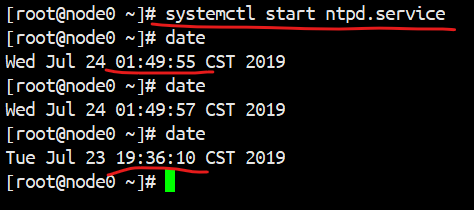 [root@node0 ~]# systemctl start ntpd.service
[root@node0 ~]# date
Wed Jul 24 01:49:55 CST 2019
[root@node0 ~]# date
Wed Jul 24 01:49:57 CST 2019
[root@node0 ~]# date
Tue Jul 23 19:36:10 CST 2019
[root@node0 ~]#